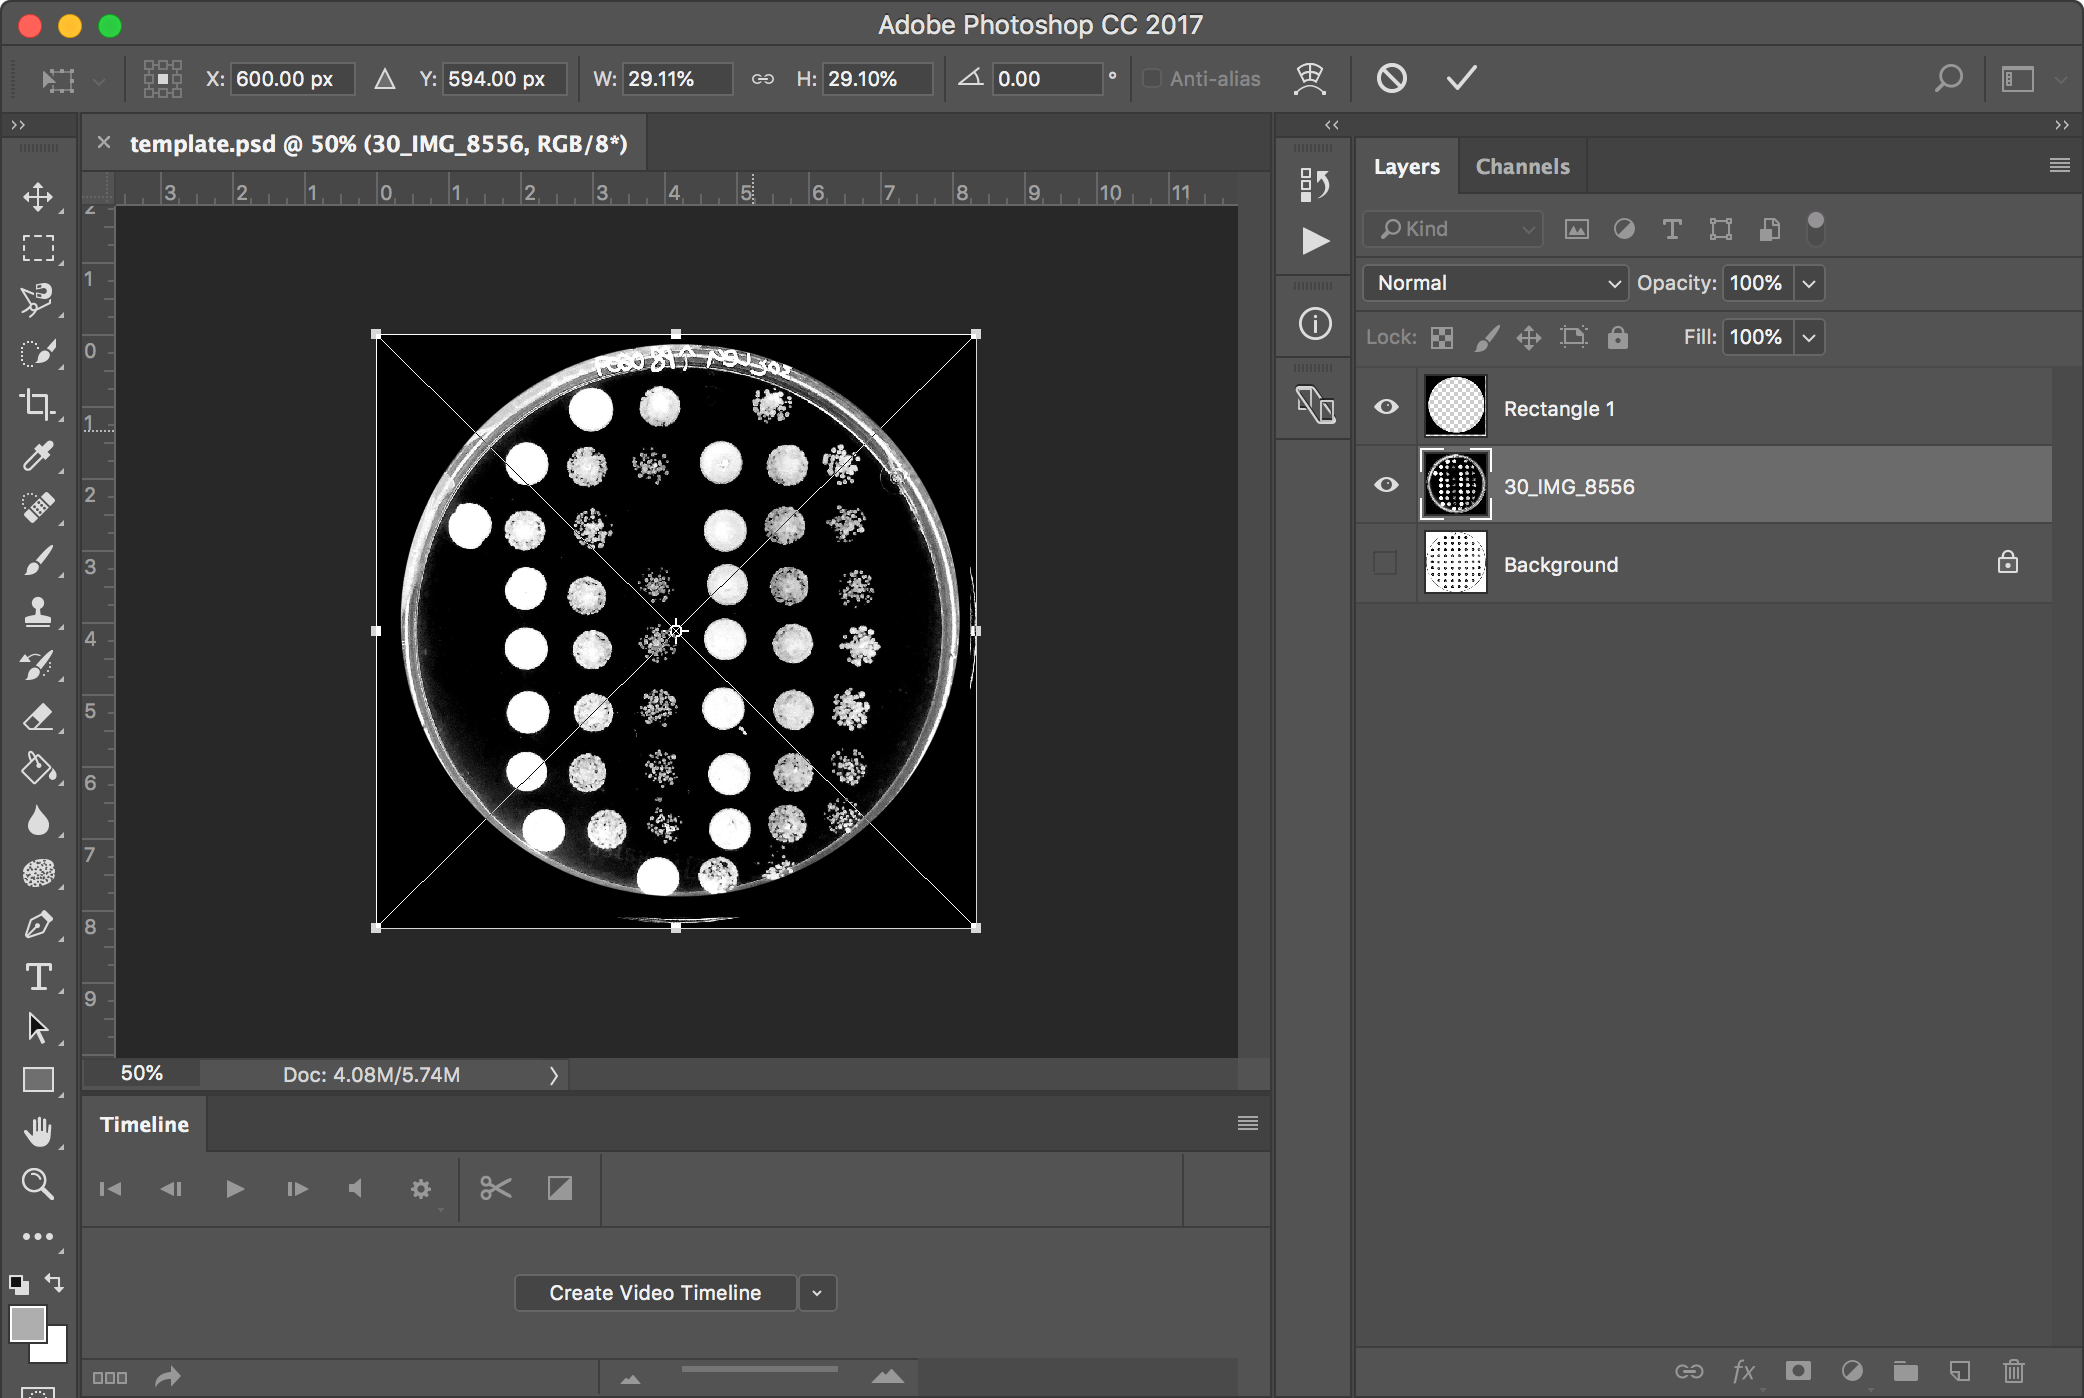 Adobe Photoshop CC 2017
X: 600.00 px Y: 594.00 px W: 29.11% H: 29.10% 0.00 ° Anti-alias
template.psd @ 50% (30_IMG_8556, RGB/8*)
3 2 1 0 1 2 3 4 5 6 7 8 9 10 11
2
1
0
1
2
3
4
5
6
7
8
9
50% Doc: 4.08M/5.74M
Timeline
Create Video Timeline
Layers Channels
Kind
Normal Opacity: 100%
Lock: Fill: 100%
Rectangle 1
30_IMG_8556
Background
fx